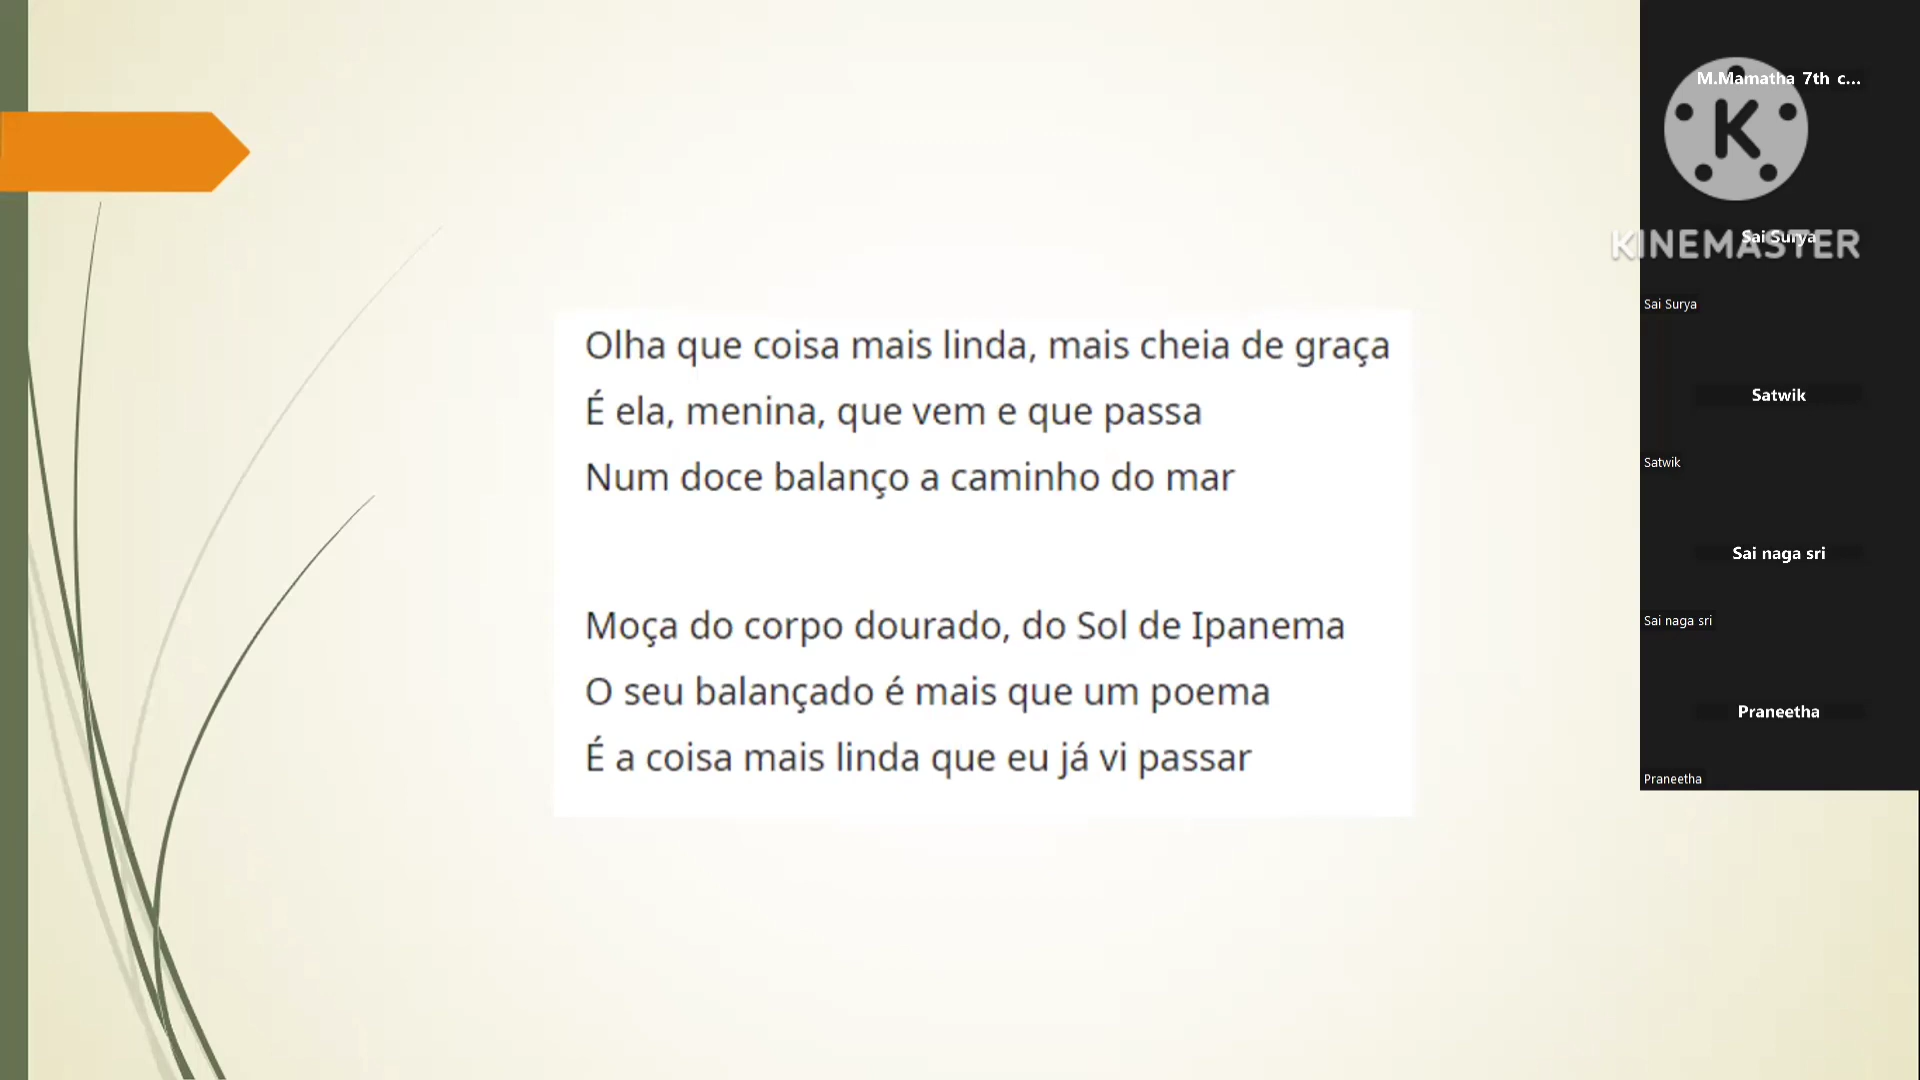 Olha que coisa mais linda, mais cheia de graça
É ela, menina, que vem e que passa
Num doce balanço a caminho do mar
Moça do corpo dourado, do Sol de Ipanema
O seu balançado é mais que um poema
É a coisa mais linda que eu já vi passar
M.Mamatha 7th c...
K
KINEMASTER
Sai Surya
Sai Surya
Satwik
Satwik
Sai naga sri
Sai naga sri
Praneetha
Praneetha